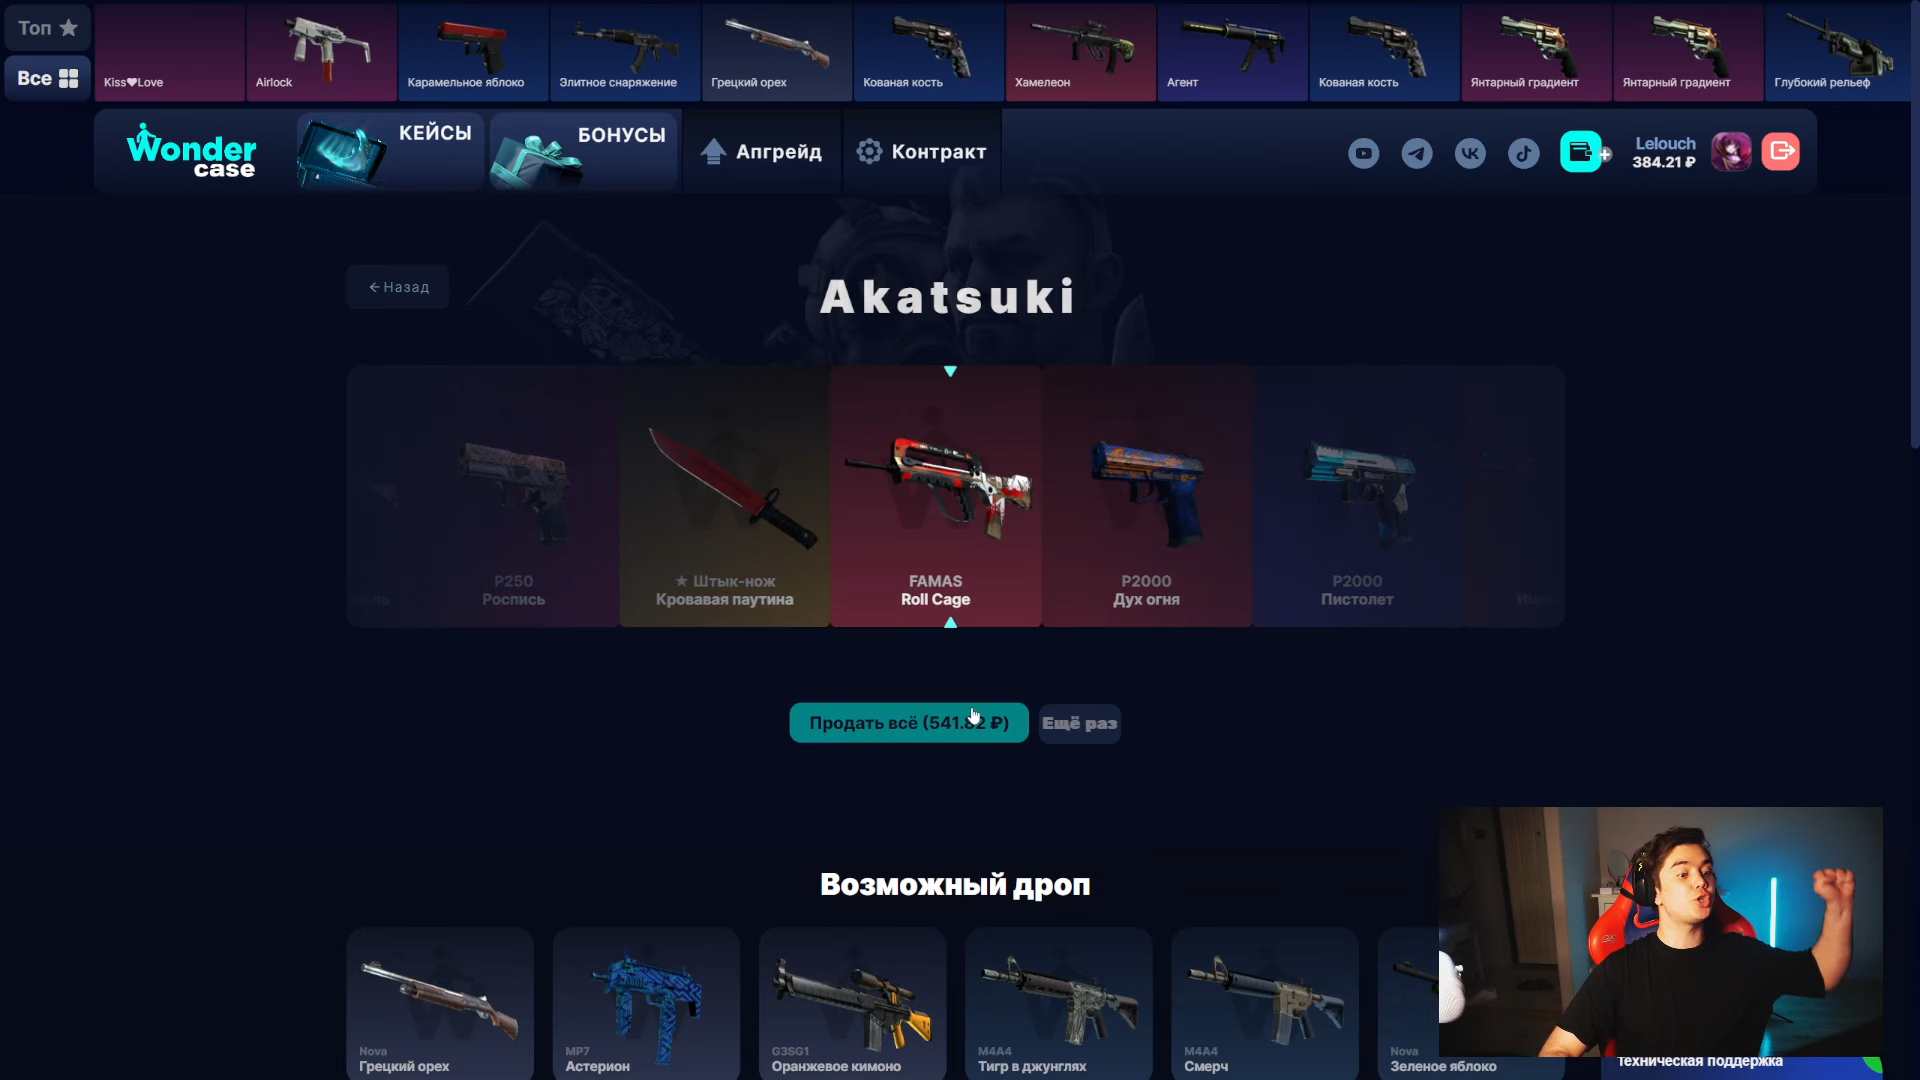 Топ
Все
Kiss♥Love
Airlock
Карамельное яблоко
Элитное снаряжение
Грецкий орех
Кованая кость
Хамелеон
Агент
Кованая кость
Янтарный градиент
Янтарный градиент
Глубокий рельеф
Wonder
case
КЕЙСЫ
БОНУСЫ
Апгрейд
Контракт
Lelouch
384.21 ₽
← Назад
Akatsuki
P250
Роспись
★ Штык-нож
Кровавая паутина
FAMAS
Roll Cage
P2000
Дух огня
P2000
Пистолет
Продать всё (541.82 ₽)
Ещё раз
Возможный дроп
Nova
Грецкий орех
MP7
Астерион
G3SG1
Оранжевое кимоно
M4A4
Тигр в джунглях
M4A4
Смерч
Nova
Зеленое яблоко
Техническая поддержка